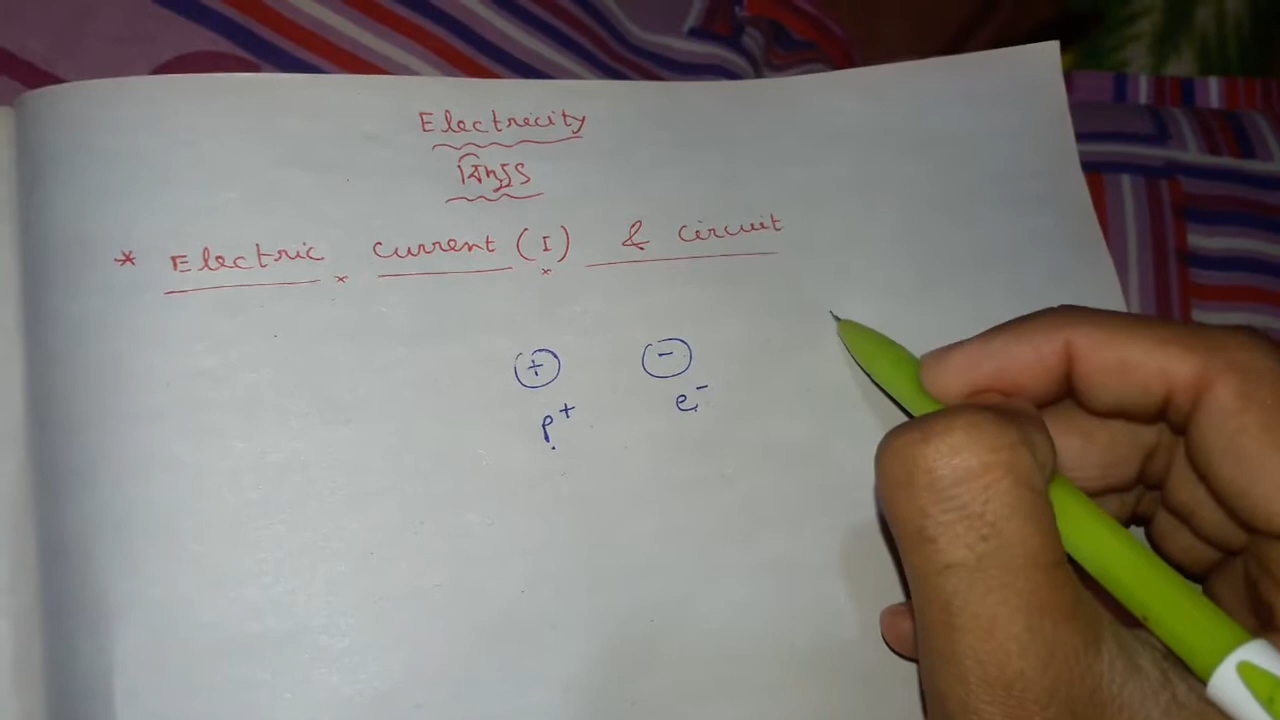 Electricity
বিদ্যুৎ
* Electric Current (I) & Circuit
+ -
p⁺ e⁻